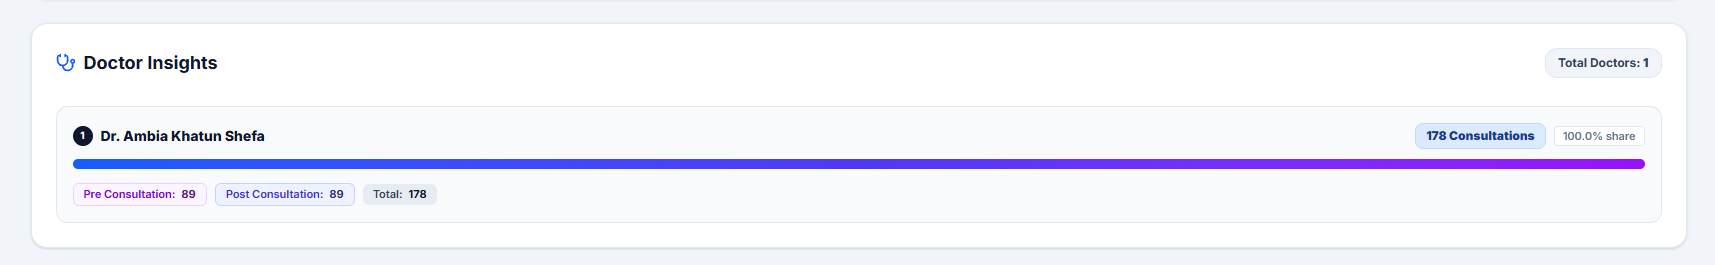 Doctor Insights
Total Doctors: 1
1 Dr. Ambia Khatun Shefa
178 Consultations
100.0% share
Pre Consultation: 89
Post Consultation: 89
Total: 178